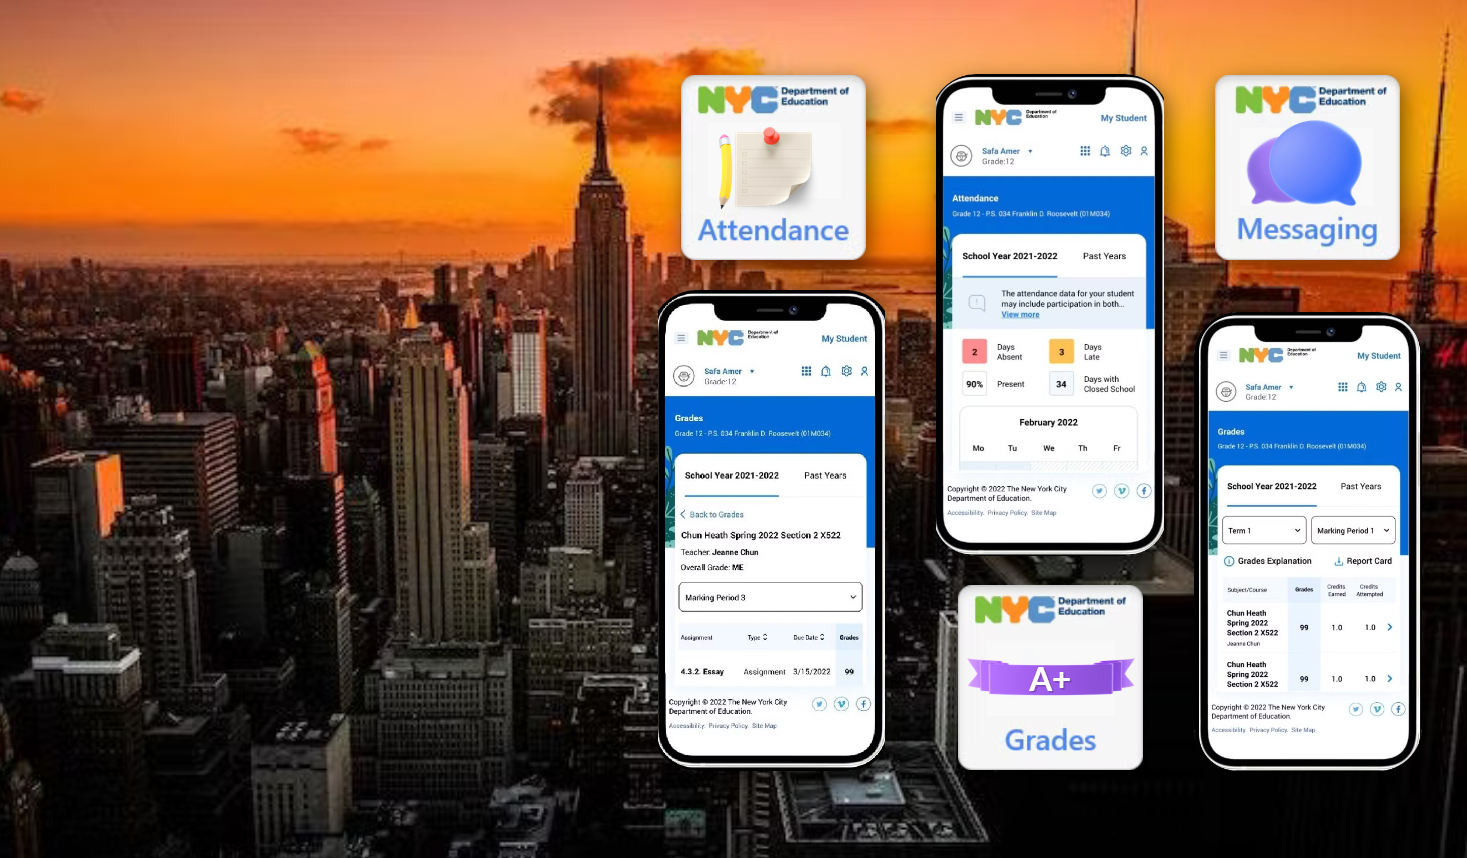 NYC Department of
Education
Attendance
NYC Department of
Education
My Student
Safa Amer
Grade:12
Attendance
Grade 12 - P.S. 034 Franklin D. Roosevelt (01M034)
School Year 2021-2022 Past Years
The attendance data for your student
may include participation in both...
View more
2 Days
Absent
3 Days
Late
90% Present
34 Days with
Closed School
February 2022
Mo Tu We Th Fr
Copyright © 2022 The New York City
Department of Education.
Accessibility. Privacy Policy. Site Map
NYC Department of
Education
Messaging
NYC Department of
Education
My Student
Safa Amer
Grade:12
Grades
Grade 12 - P.S. 034 Franklin D. Roosevelt (01M034)
School Year 2021-2022 Past Years
Back to Grades
Chun Heath Spring 2022 Section 2 X522
Teacher: Jeanne Chun
Overall Grade: ME
Marking Period 3
Assignment Type Due Date Grades
4.3.2. Essay Assignment 3/15/2022 99
Copyright © 2022 The New York City
Department of Education.
Accessibility. Privacy Policy. Site Map
NYC Department of
Education
A+
Grades
NYC Department of
Education
My Student
Safa Amer
Grade:12
Grades
Grade 12 - P.S. 034 Franklin D. Roosevelt (01M034)
School Year 2021-2022 Past Years
Term 1 Marking Period 1
Grades Explanation Report Card
Subject/Course Grades Credits
Earned Credits
Attempted
Chun Heath
Spring 2022
Section 2 X522 99 1.0 1.0
Jeanne Chun
Chun Heath
Spring 2022
Section 2 X522 99 1.0 1.0
Copyright © 2022 The New York City
Department of Education.
Accessibility. Privacy Policy. Site Map